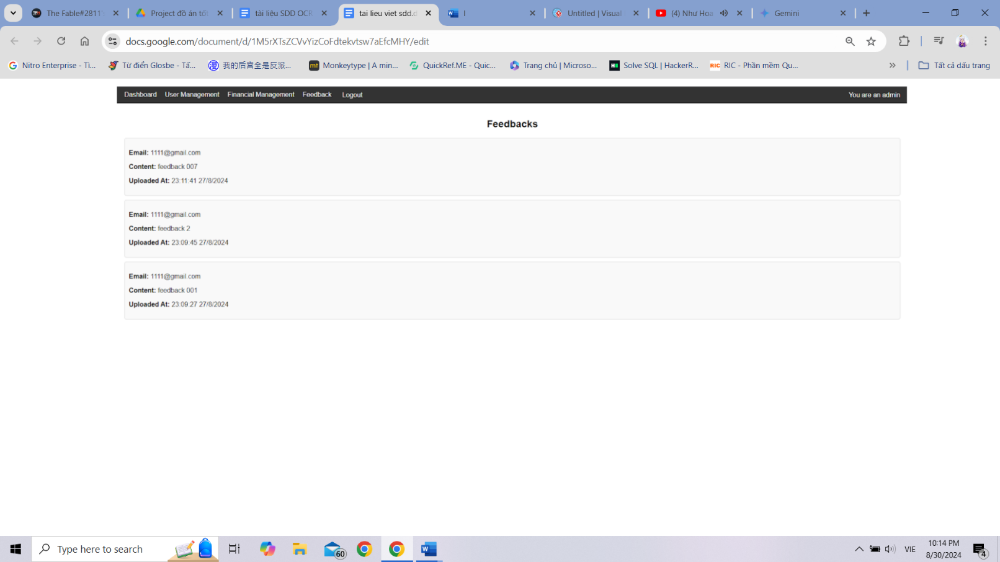 The Fable#2811
Project đồ án tốt
tài liệu SDD OCR
tai lieu viet sdd.d
I
Untitled | Visual
(4) Như Hoa
Gemini
docs.google.com/document/d/1M5rXTsZCVvYizCoFdtekvtsw7aEfcMHY/edit
Nitro Enterprise - Ti...
Từ điển Glosbe - Tấ...
我的后宫全是反派...
mt
Monkeytype | A min...
QuickRef.ME - Quic...
Trang chủ | Microso...
H
Solve SQL | HackerR...
RIC
RIC - Phần mềm Qu...
Tất cả dấu trang
Dashboard User Management Financial Management Feedback Logout You are an admin
Feedbacks
Email: 1111@gmail.com
Content: feedback 007
Uploaded At: 23:11:41 27/8/2024
Email: 1111@gmail.com
Content: feedback 2
Uploaded At: 23:09:45 27/8/2024
Email: 1111@gmail.com
Content: feedback 001
Uploaded At: 23:09:27 27/8/2024
Type here to search
60
VIE
10:14 PM
8/30/2024
4